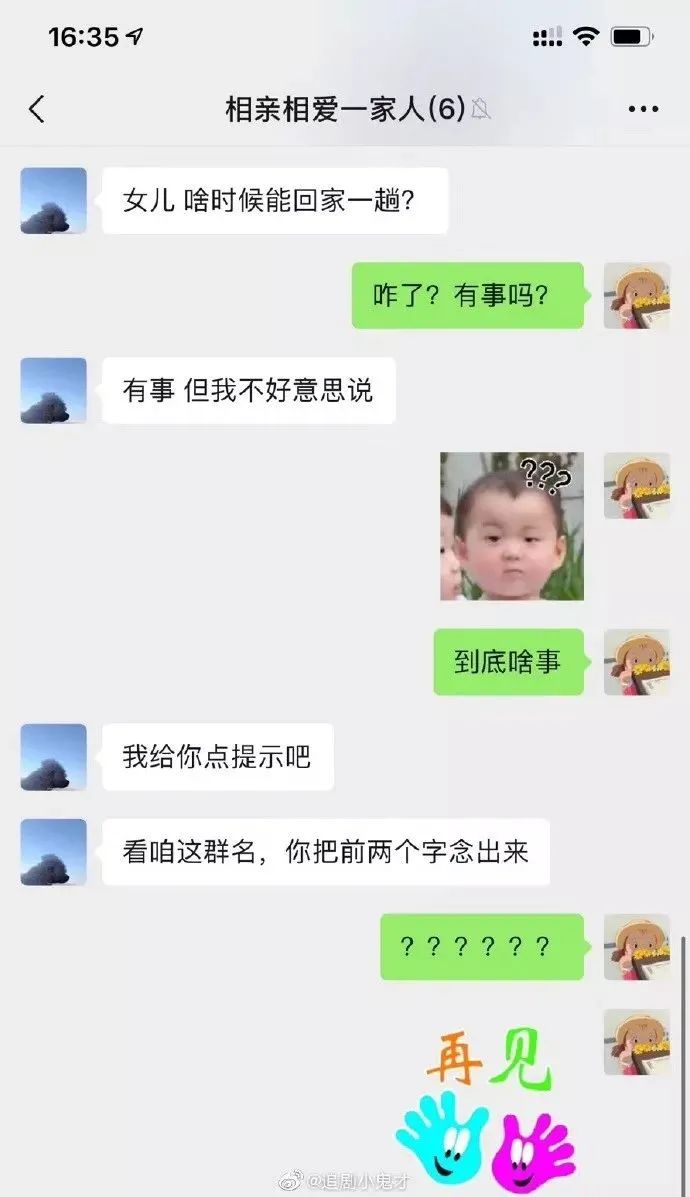 16:35
相亲相爱一家人(6)
女儿 啥时候能回家一趟?
咋了？有事吗?
有事 但我不好意思说
???
到底啥事
我给你点提示吧
看咱这群名，你把前两个字念出来
？？？？？？
再见
@追剧小鬼才